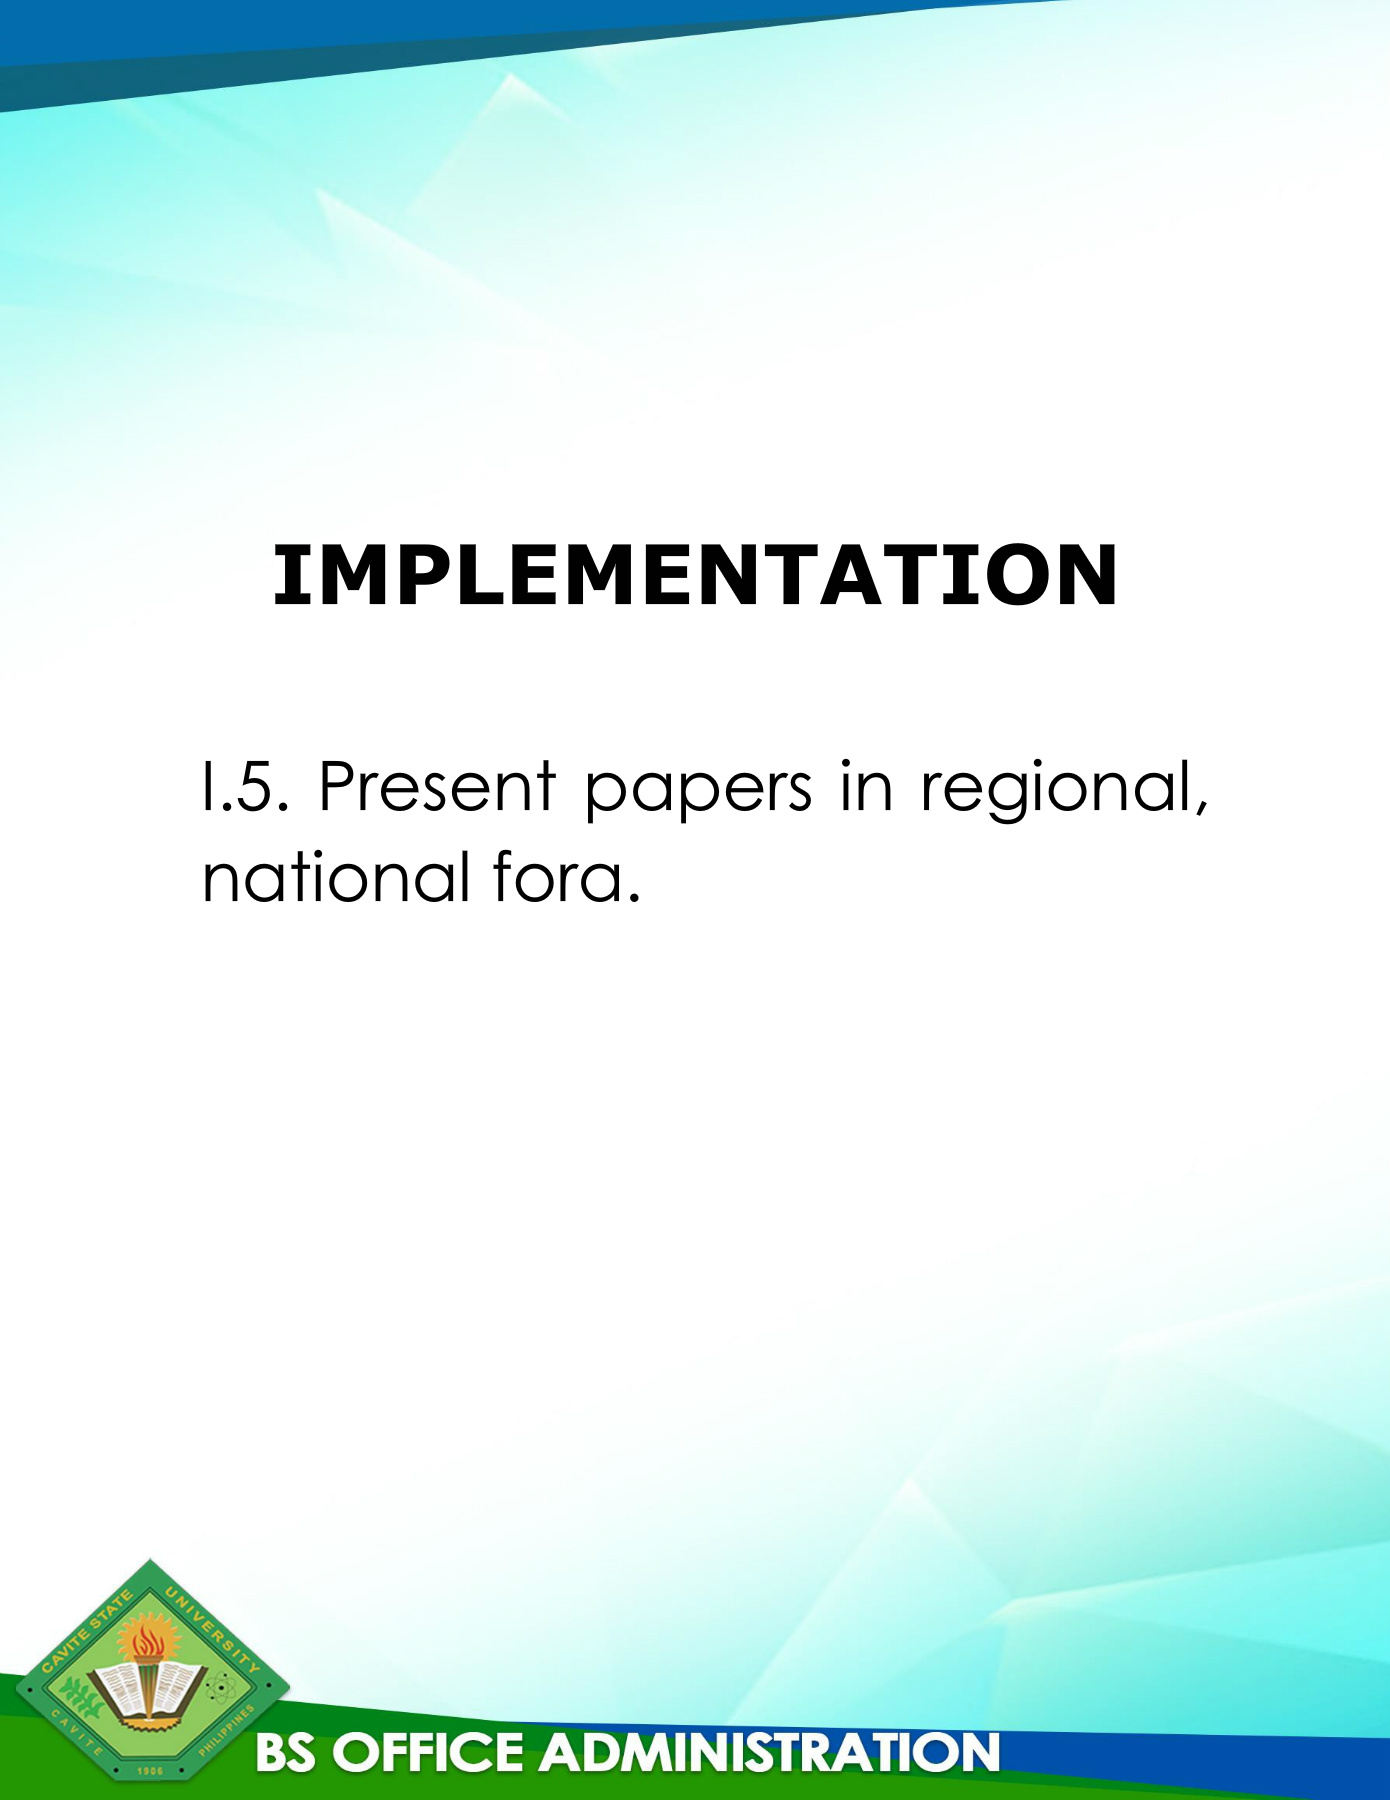 IMPLEMENTATION
I.5. Present papers in regional,
national fora.
CAVITE STATE UNIVERSITY
CAVITE PHILIPPINES
1906
BS OFFICE ADMINISTRATION